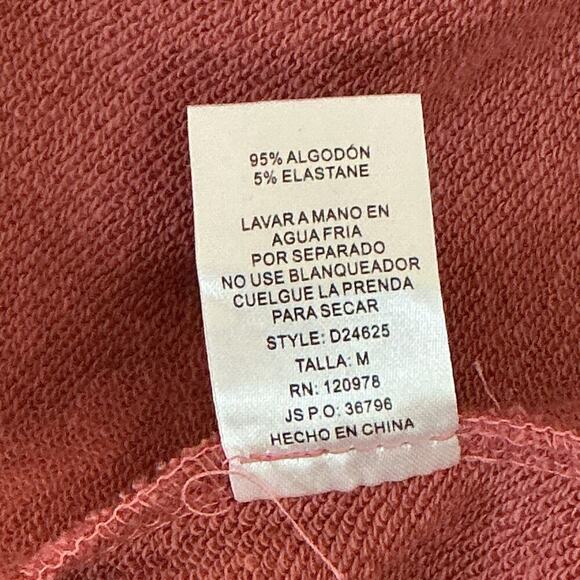 95% ALGODÓN
5% ELASTANE
LAVAR A MANO EN
AGUA FRIA
POR SEPARADO
NO USE BLANQUEADOR
CUELGUE LA PRENDA
PARA SECAR
STYLE: D24625
TALLA: M
RN: 120978
JS P.O: 36796
HECHO EN CHINA